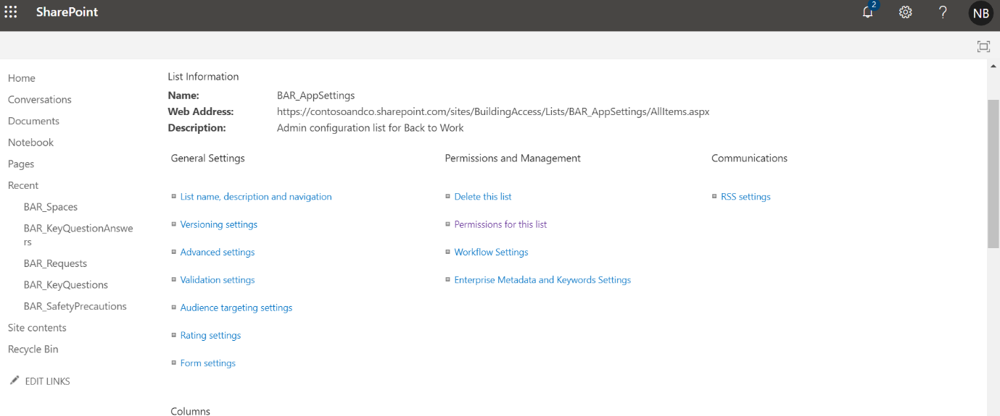 SharePoint
2
NB
Home
Conversations
Documents
Notebook
Pages
Recent
BAR_Spaces
BAR_KeyQuestionAnswe
rs
BAR_Requests
BAR_KeyQuestions
BAR_SafetyPrecautions
Site contents
Recycle Bin
EDIT LINKS
List Information
Name: BAR_AppSettings
Web Address: https://contosoandco.sharepoint.com/sites/BuildingAccess/Lists/BAR_AppSettings/AllItems.aspx
Description: Admin configuration list for Back to Work
General Settings
List name, description and navigation
Versioning settings
Advanced settings
Validation settings
Audience targeting settings
Rating settings
Form settings
Permissions and Management
Delete this list
Permissions for this list
Workflow Settings
Enterprise Metadata and Keywords Settings
Communications
RSS settings
Columns